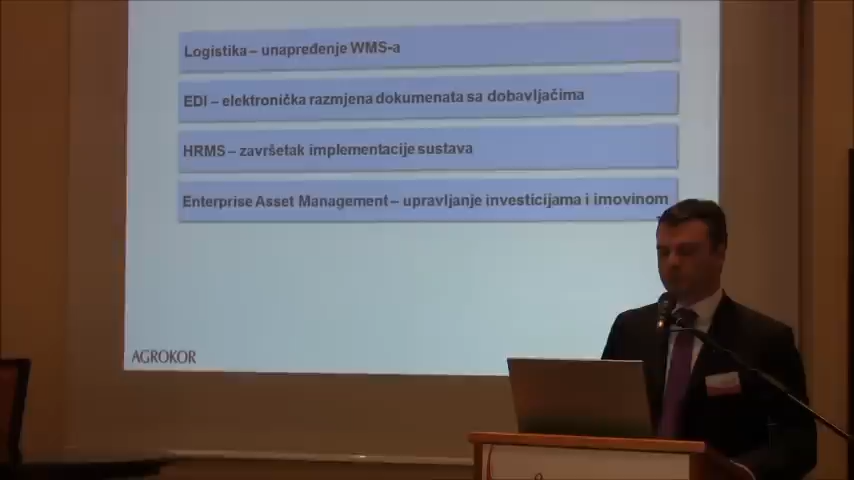 Logistika – unapređenje WMS-a
EDI – elektronička razmjena dokumenata sa dobavljačima
HRMS – završetak implementacije sustava
Enterprise Asset Management – upravljanje investicijama i imovinom
AGROKOR